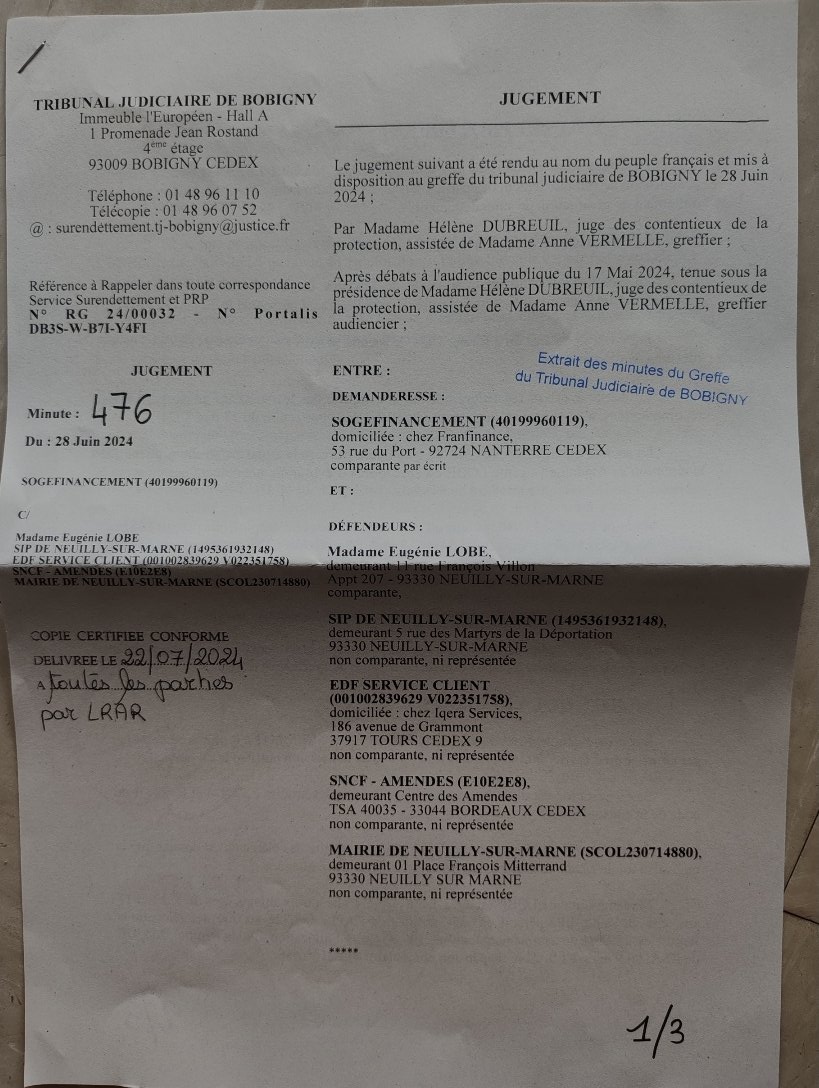 TRIBUNAL JUDICIAIRE DE BOBIGNY
Immeuble l'Européen - Hall A
1 Promenade Jean Rostand
4ème étage
93009 BOBIGNY CEDEX
Téléphone : 01 48 96 11 10
Télécopie : 01 48 96 07 52
@ : surendettement.tj-bobigny@justice.fr
Référence à Rappeler dans toute correspondance
Service Surendettement et PRP
N° RG 24/00032 - N° Portalis
DB3S-W-B7I-Y4FI
JUGEMENT
Minute : 476
Du : 28 Juin 2024
SOGEFINANCEMENT (40199960119)
C/
Madame Eugénie LOBE
SIP DE NEUILLY-SUR-MARNE (1495361932148)
EDF SERVICE CLIENT (001002839629 V022351758)
SNCF - AMENDES (E10E2E8)
MAIRIE DE NEUILLY-SUR-MARNE (SCOL230714880)
COPIE CERTIFIEE CONFORME
DELIVREE LE 22/07/2024
A toutes les parties
par LRAR
JUGEMENT
Le jugement suivant a été rendu au nom du peuple français et mis à
disposition au greffe du tribunal judiciaire de BOBIGNY le 28 Juin
2024 ;
Par Madame Hélène DUBREUIL, juge des contentieux de la
protection, assistée de Madame Anne VERMELLE, greffier ;
Après débats à l'audience publique du 17 Mai 2024, tenue sous la
présidence de Madame Hélène DUBREUIL, juge des contentieux de
la protection, assistée de Madame Anne VERMELLE, greffier
audiencier ;
Extrait des minutes du Greffe
du Tribunal Judiciaire de BOBIGNY
ENTRE :
DEMANDERESSE :
SOGEFINANCEMENT (40199960119),
domiciliée : chez Franfinance,
53 rue du Port - 92724 NANTERRE CEDEX
comparante par écrit
ET :
DÉFENDEURS :
Madame Eugénie LOBE,
demeurant 11 rue François Villon
Appt 207 - 93330 NEUILLY-SUR-MARNE
comparante,
SIP DE NEUILLY-SUR-MARNE (1495361932148),
demeurant 5 rue des Martyrs de la Déportation
93330 NEUILLY-SUR-MARNE
non comparante, ni représentée
EDF SERVICE CLIENT
(001002839629 V022351758),
domiciliée : chez Iqera Services,
186 avenue de Grammont
37917 TOURS CEDEX 9
non comparante, ni représentée
SNCF - AMENDES (E10E2E8),
demeurant Centre des Amendes
TSA 40035 - 33044 BORDEAUX CEDEX
non comparante, ni représentée
MAIRIE DE NEUILLY-SUR-MARNE (SCOL230714880),
demeurant 01 Place François Mitterrand
93330 NEUILLY SUR MARNE
non comparante, ni représentée
*****
1/3